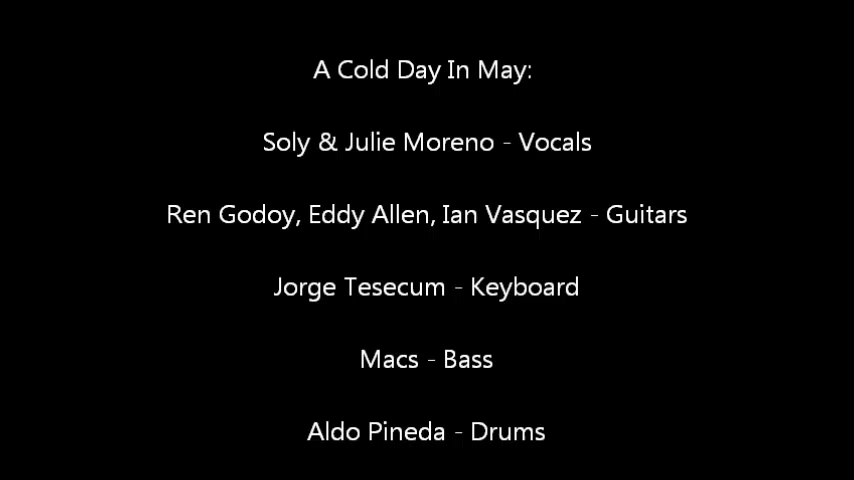 A Cold Day In May:
Soly & Julie Moreno - Vocals
Ren Godoy, Eddy Allen, Ian Vasquez - Guitars
Jorge Tesecum - Keyboard
Macs - Bass
Aldo Pineda - Drums